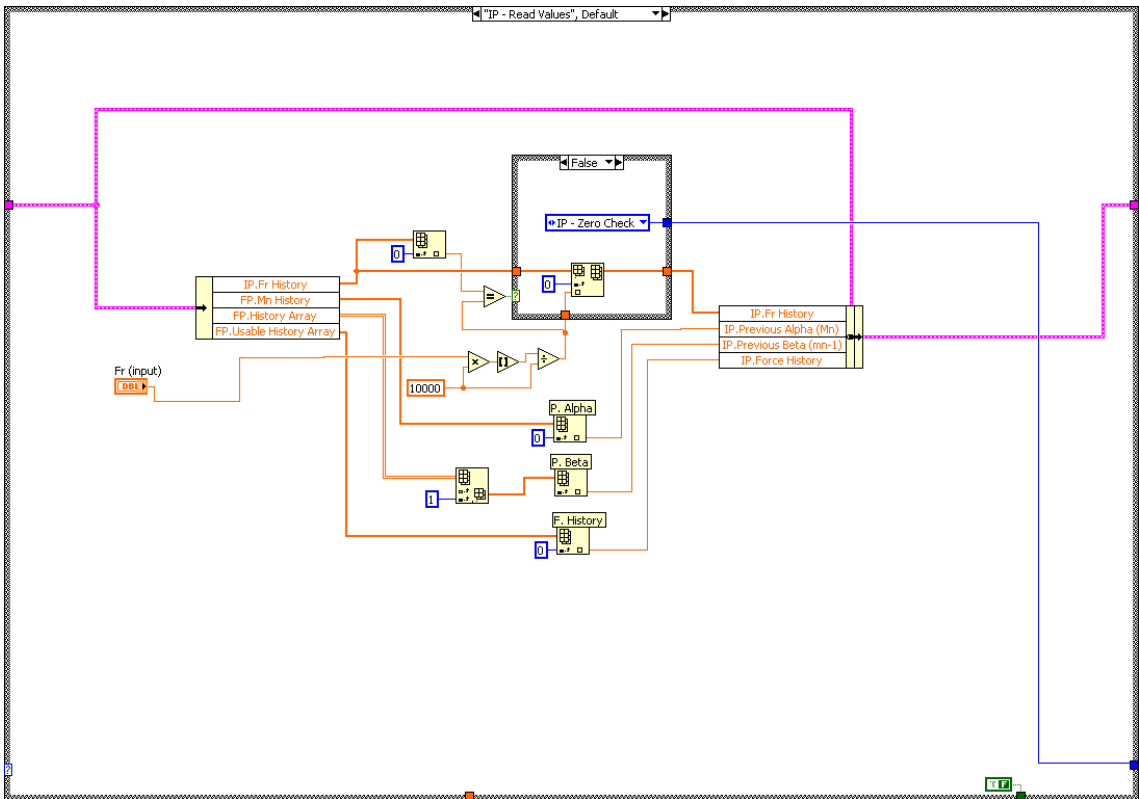 "IP - Read Values", Default
False
IP - Zero Check
0
0
IP.Fr History
FP.Mn History
FP.History Array
FP.Usable History Array
=
?
IP.Fr History
IP.Previous Alpha (Mn)
IP.Previous Beta (mn-1)
IP.Force History
Fr (input)
DBL
×
÷
10000
P. Alpha
0
P. Beta
1
F. History
0
?
T F